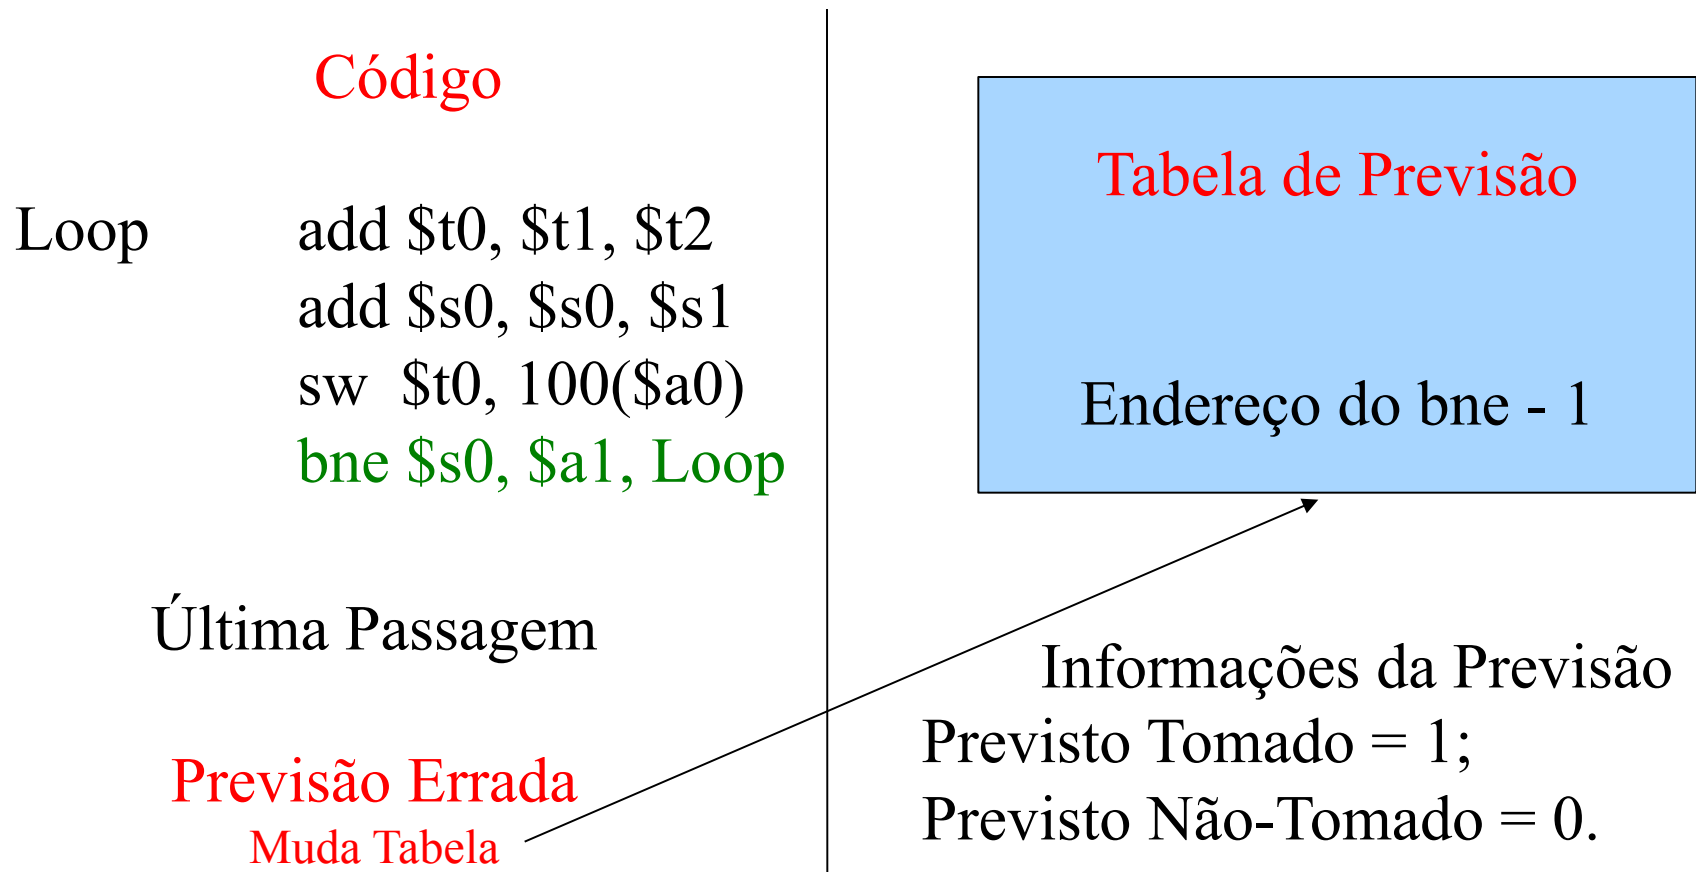 Código
Loop add $t0, $t1, $t2
add $s0, $s0, $s1
sw $t0, 100($a0)
bne $s0, $a1, Loop
Última Passagem
Previsão Errada
Muda Tabela
Tabela de Previsão
Endereço do bne - 1
Informações da Previsão
Previsto Tomado = 1;
Previsto Não-Tomado = 0.